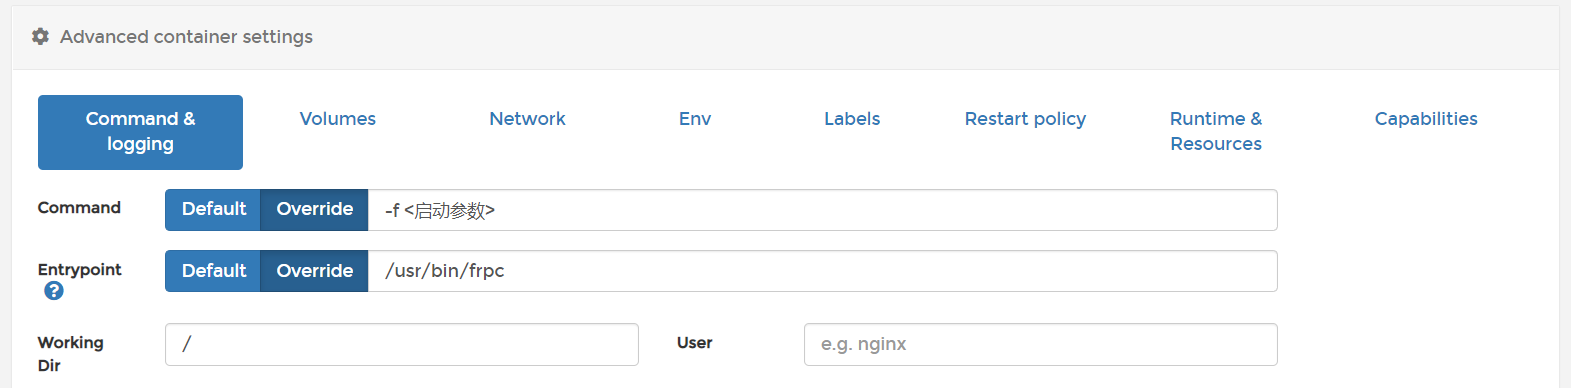 Advanced container settings
Command &
logging
Volumes
Network
Env
Labels
Restart policy
Runtime &
Resources
Capabilities
Command
Default
Override
-f <启动参数>
Entrypoint
?
Default
Override
/usr/bin/frpc
Working
Dir
/
User
e.g. nginx